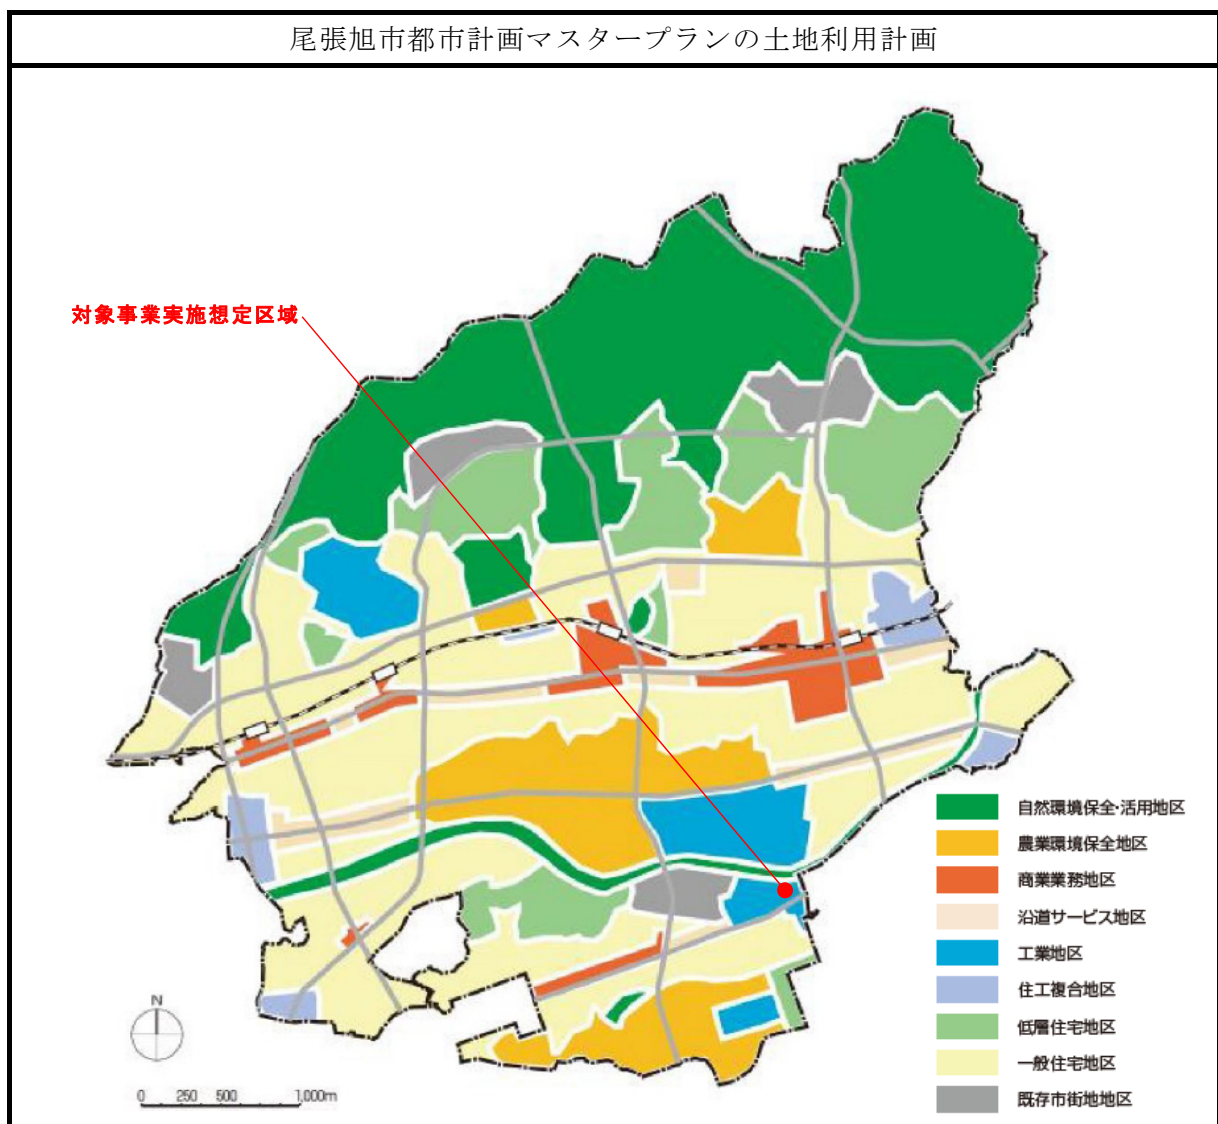 尾張旭市都市計画マスタープランの土地利用計画
対象事業実施想定区域
自然環境保全・活用地区
農業環境保全地区
商業業務地区
沿道サービス地区
工業地区
住工複合地区
低層住宅地区
一般住宅地区
既存市街地地区
N
0 250 500 1,000m